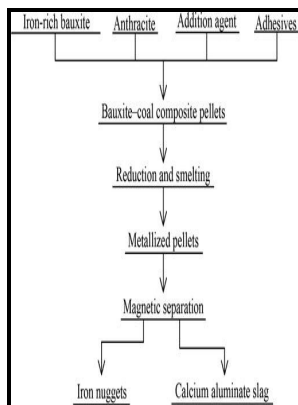 Iron-rich bauxite Anthracite Addition agent Adhesives
Bauxite–coal composite pellets
Reduction and smelting
Metallized pellets
Magnetic separation
Iron nuggets Calcium aluminate slag